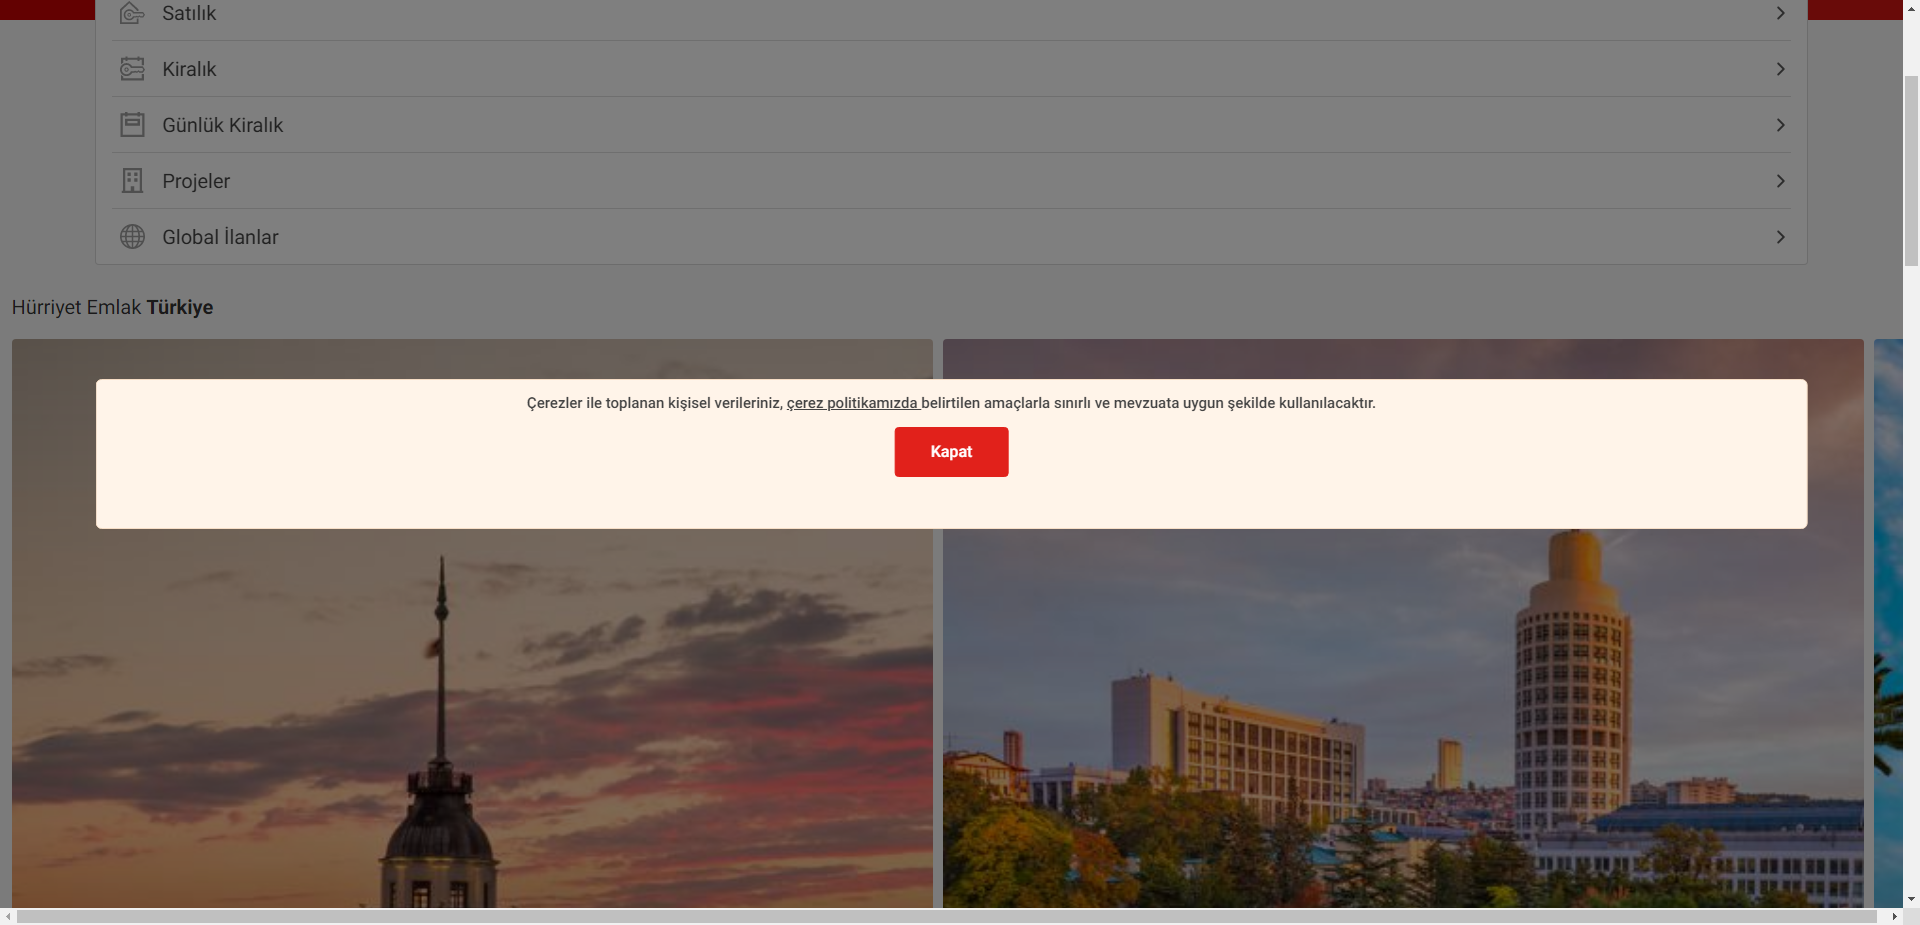 Satılık
Kiralık
Günlük Kiralık
Projeler
Global İlanlar
Hürriyet Emlak Türkiye
Çerezler ile toplanan kişisel verileriniz, çerez politikamızda belirtilen amaçlarla sınırlı ve mevzuata uygun şekilde kullanılacaktır.
Kapat